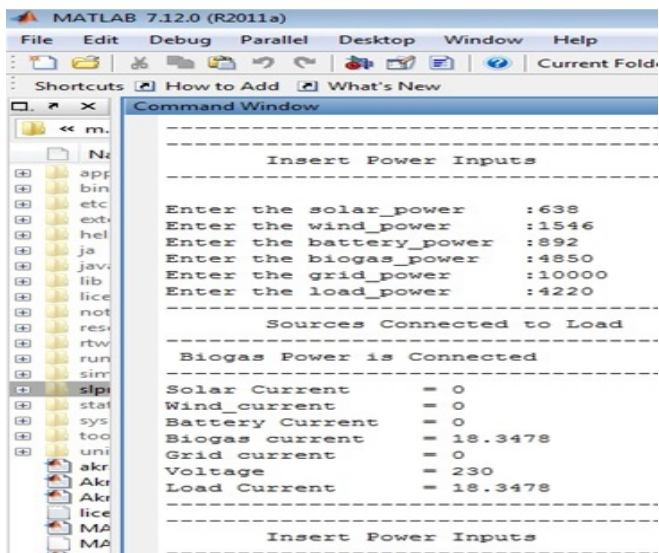 MATLAB 7.12.0 (R2011a)
File Edit Debug Parallel Desktop Window Help
Current Fold
Shortcuts How to Add What's New
Command Window
« m.
Na
app
bin
etc
exte
hel
ja
java
lib
lice
not
res
rtw
run
sim
slp
stat
sys
too
uni
akr
Akr
Akr
lice
MA
MA
------------------------------------
------------------------------------
Insert Power Inputs
------------------------------------
Enter the solar_power :638
Enter the wind_power :1546
Enter the battery_power :892
Enter the biogas_power :4850
Enter the grid_power :10000
Enter the load_power :4220
------------------------------------
Sources Connected to Load
------------------------------------
Biogas Power is Connected
------------------------------------
Solar Current = 0
Wind_current = 0
Battery Current = 0
Biogas current = 18.3478
Grid current = 0
Voltage = 230
Load Current = 18.3478
------------------------------------
------------------------------------
Insert Power Inputs
------------------------------------